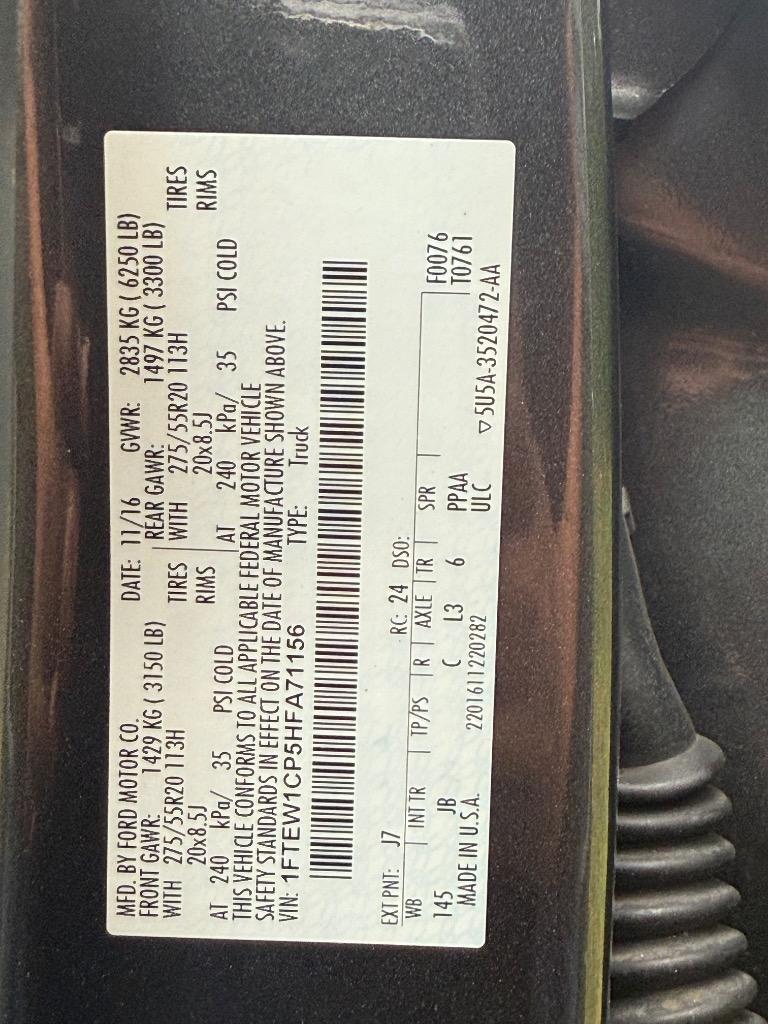 MFD. BY FORD MOTOR CO. DATE: 11/16 GVWR: 2835 KG ( 6250 LB)
FRONT GAWR: 1429 KG ( 3150 LB) REAR GAWR: 1497 KG ( 3300 LB)
WITH 275/55R20 113H TIRES WITH 275/55R20 113H TIRES
20x8.5J RIMS 20x8.5J RIMS
AT 240 kPa/ 35 PSI COLD AT 240 kPa/ 35 PSI COLD
THIS VEHICLE CONFORMS TO ALL APPLICABLE FEDERAL MOTOR VEHICLE
SAFETY STANDARDS IN EFFECT ON THE DATE OF MANUFACTURE SHOWN ABOVE.
VIN: 1FTEW1CP5HFA71156 TYPE: Truck
EXT PNT: J7 RC: 24 DSO:
WB INT TR TP/PS R AXLE TR SPR F0076
145 JB C L3 6 PPAA T0761
MADE IN U.S.A. 2201611220282 ULC ▽5U5A-3520472-AA